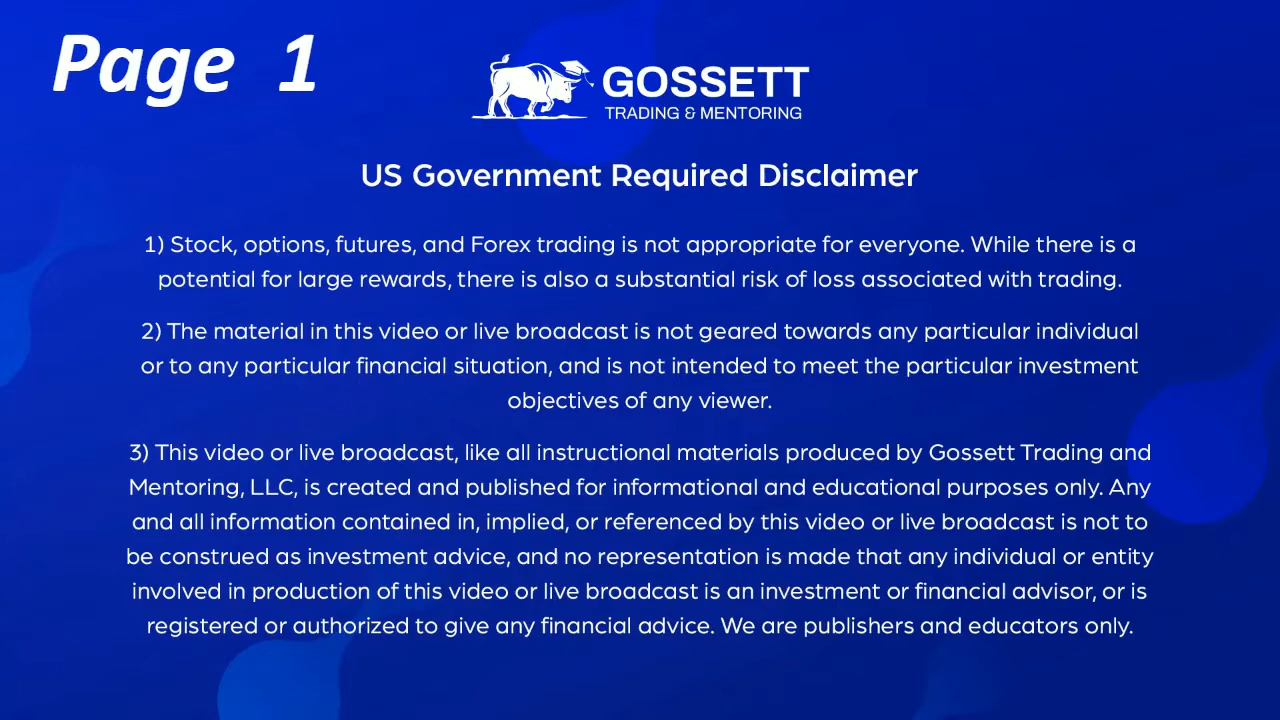 Page 1
GOSSETT
TRADING & MENTORING
US Government Required Disclaimer
1) Stock, options, futures, and Forex trading is not appropriate for everyone. While there is a
potential for large rewards, there is also a substantial risk of loss associated with trading.
2) The material in this video or live broadcast is not geared towards any particular individual
or to any particular financial situation, and is not intended to meet the particular investment
objectives of any viewer.
3) This video or live broadcast, like all instructional materials produced by Gossett Trading and
Mentoring, LLC, is created and published for informational and educational purposes only. Any
and all information contained in, implied, or referenced by this video or live broadcast is not to
be construed as investment advice, and no representation is made that any individual or entity
involved in production of this video or live broadcast is an investment or financial advisor, or is
registered or authorized to give any financial advice. We are publishers and educators only.